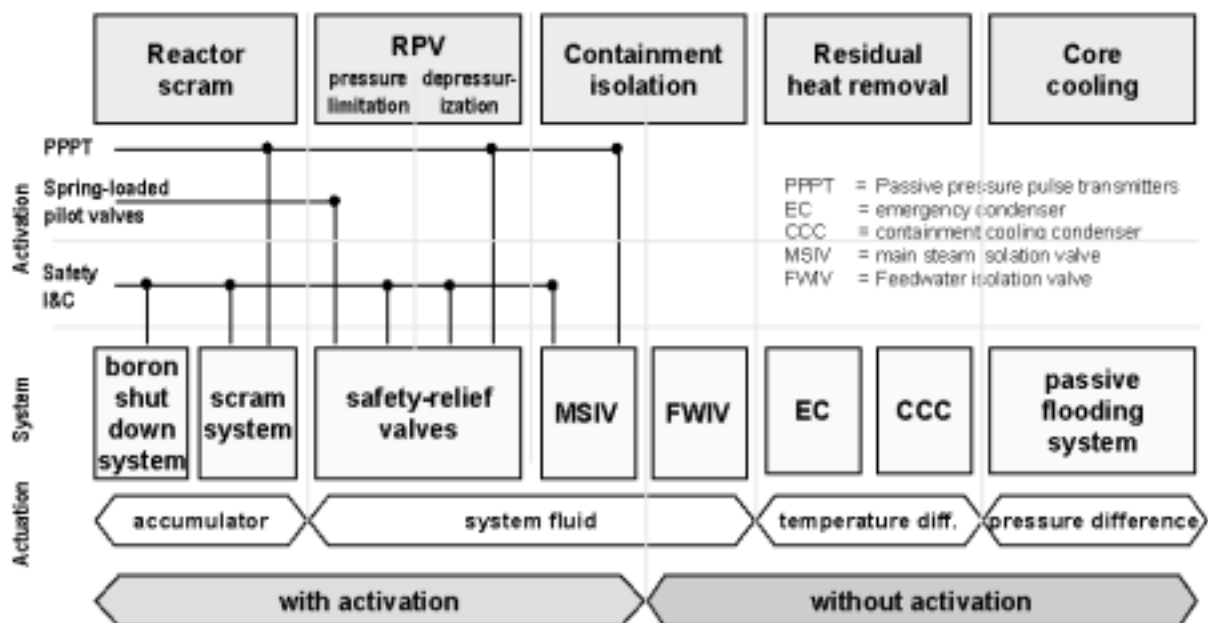 Reactor
scram
RPV
pressure
limitation
depressur-
ization
Containment
isolation
Residual
heat removal
Core
cooling
Activation
PPPT
Spring-loaded
pilot valves
Safety
I&C
PPPT = Passive pressure pulse transmitters
EC = emergency condenser
CCC = containment cooling condenser
MSIV = main steam isolation valve
FWIV = Feedwater isolation valve
System
boron
shut
down
system
scram
system
safety-relief
valves
MSIV
FWIV
EC
CCC
passive
flooding
system
Actuation
accumulator
system fluid
temperature diff.
pressure difference
with activation
without activation